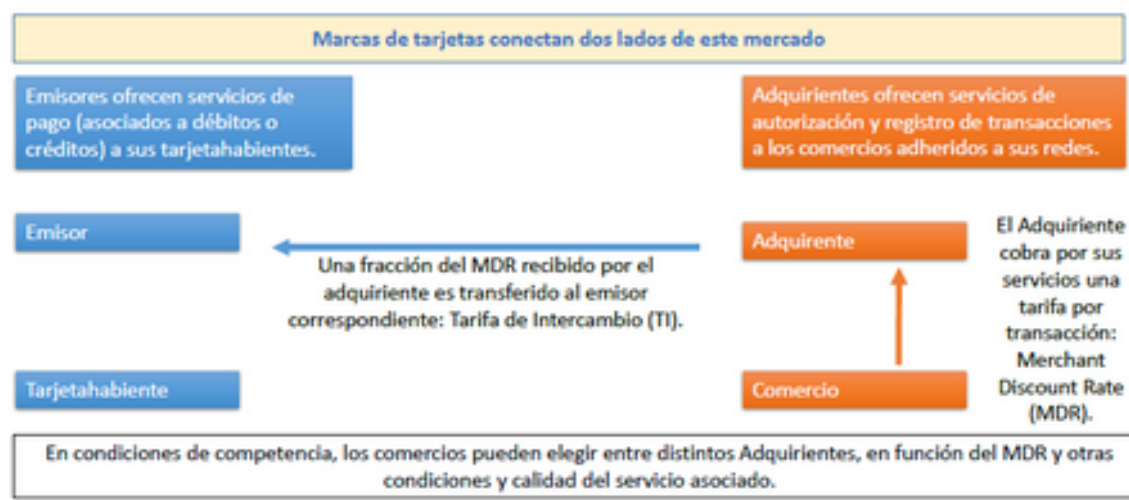 Marcas de tarjetas conectan dos lados de este mercado
Emisores ofrecen servicios de
pago (asociados a débitos o
créditos) a sus tarjetahabientes.
Adquirientes ofrecen servicios de
autorización y registro de transacciones
a los comercios adheridos a sus redes.
Emisor
Una fracción del MDR recibido por el
adquiriente es transferido al emisor
correspondiente: Tarifa de Intercambio (TI).
Adquirente
El Adquiriente
cobra por sus
servicios una
tarifa por
transacción:
Merchant
Discount Rate
(MDR).
Tarjetahabiente
Comercio
En condiciones de competencia, los comercios pueden elegir entre distintos Adquirientes, en función del MDR y otras
condiciones y calidad del servicio asociado.